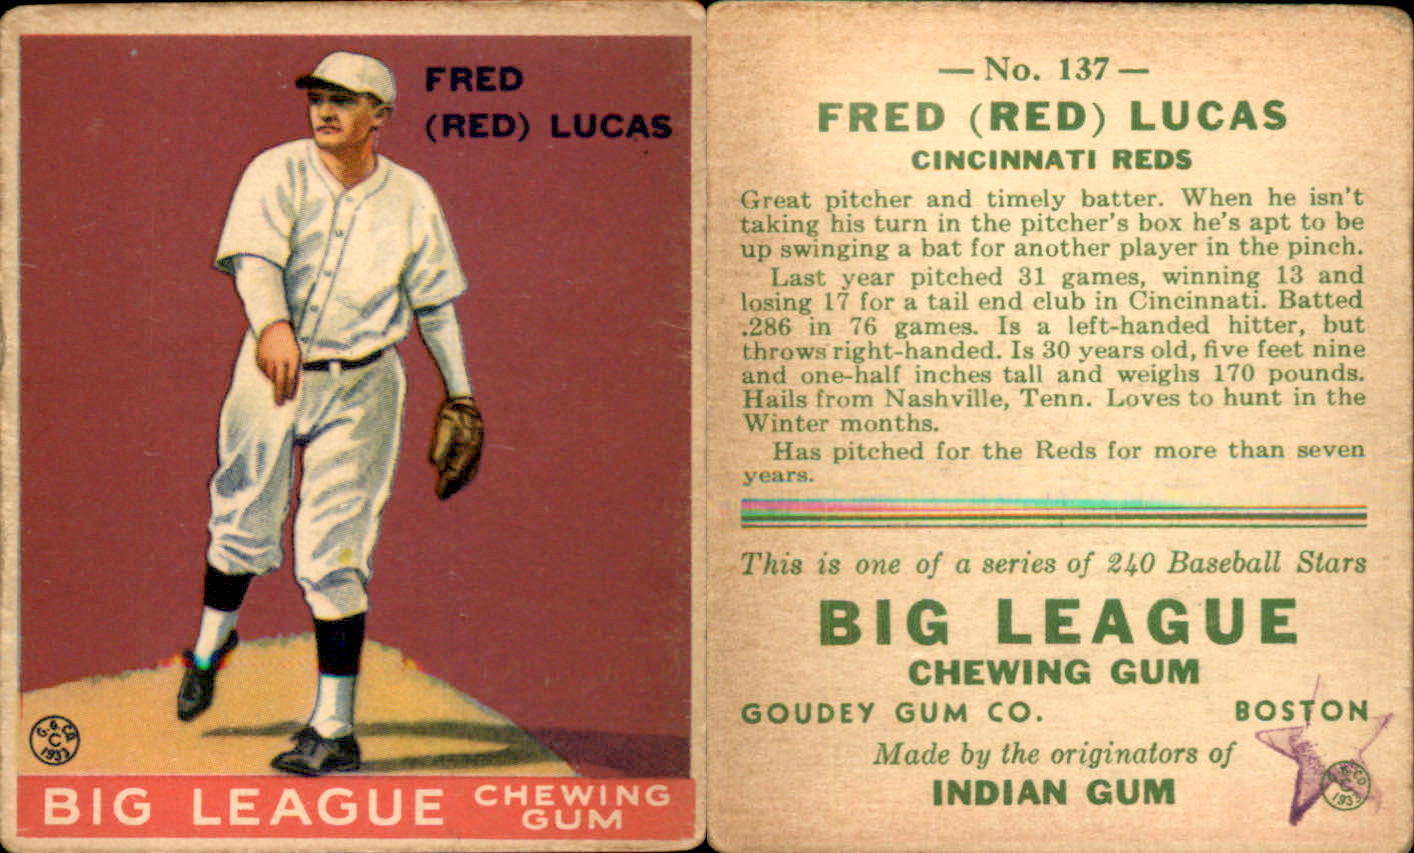 FRED
(RED) LUCAS
G. G. CO.
C
1933
BIG LEAGUE CHEWING
GUM
— No. 137 —
FRED (RED) LUCAS
CINCINNATI REDS
Great pitcher and timely batter. When he isn't
taking his turn in the pitcher's box he's apt to be
up swinging a bat for another player in the pinch.
Last year pitched 31 games, winning 13 and
losing 17 for a tail end club in Cincinnati. Batted
.286 in 76 games. Is a left-handed hitter, but
throws right-handed. Is 30 years old, five feet nine
and one-half inches tall and weighs 170 pounds.
Hails from Nashville, Tenn. Loves to hunt in the
Winter months.
Has pitched for the Reds for more than seven
years.
This is one of a series of 240 Baseball Stars
BIG LEAGUE
CHEWING GUM
GOUDEY GUM CO. BOSTON
Made by the originators of
INDIAN GUM
C
1933